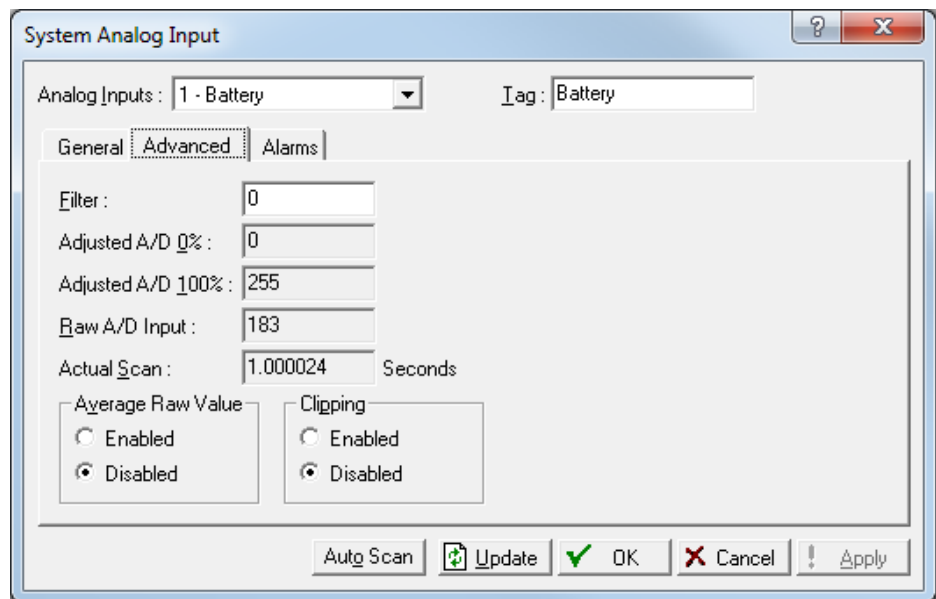 System Analog Input
?
Analog Inputs : 1 - Battery Tag : Battery
General Advanced Alarms
Filter : 0
Adjusted A/D 0% : 0
Adjusted A/D 100% : 255
Raw A/D Input : 183
Actual Scan : 1.000024 Seconds
Average Raw Value Clipping
Enabled Enabled
Disabled Disabled
Auto Scan Update OK Cancel ! Apply